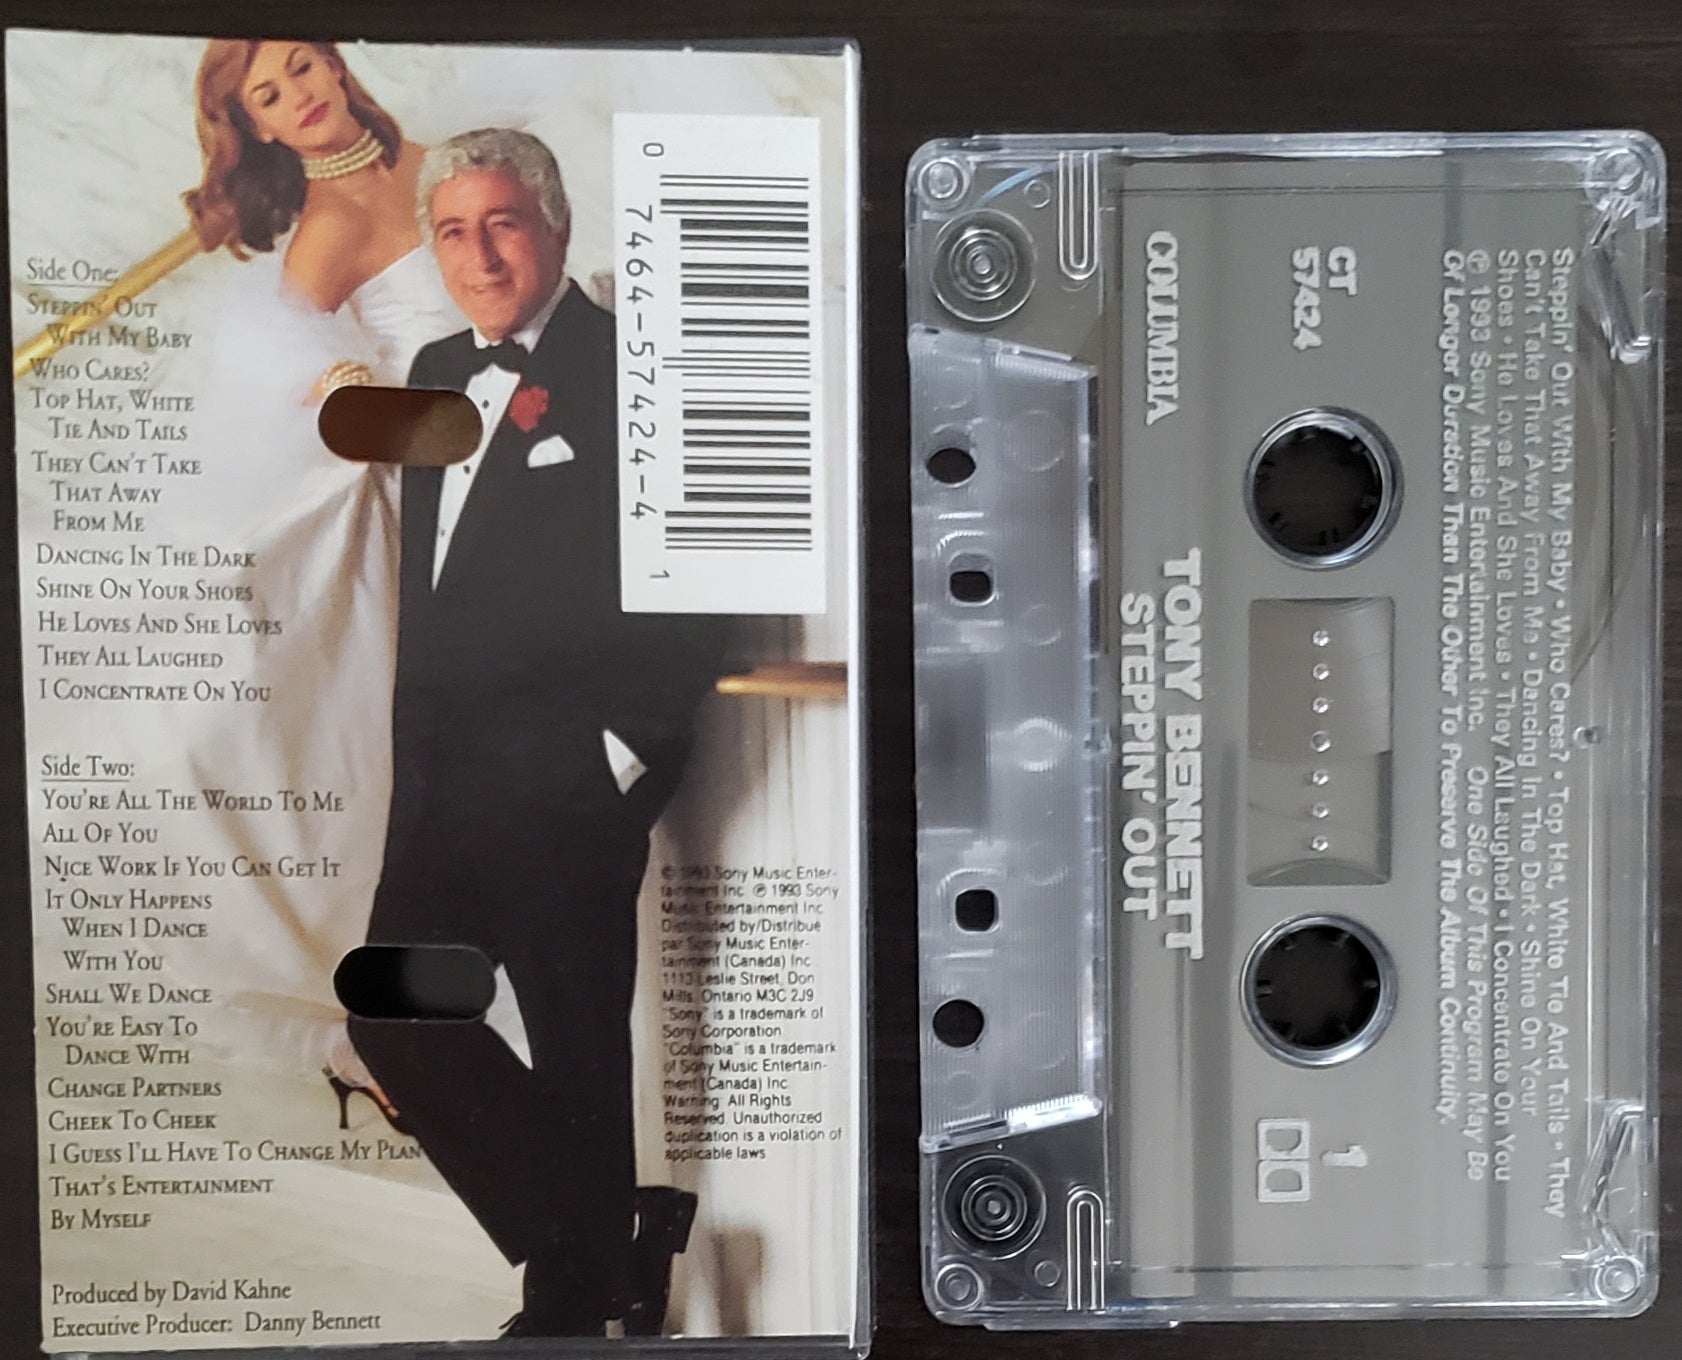 Side One:
STEPPIN' OUT
WITH MY BABY
WHO CARES?
TOP HAT, WHITE
TIE AND TAILS
THEY CAN'T TAKE
THAT AWAY
FROM ME
DANCING IN THE DARK
SHINE ON YOUR SHOES
HE LOVES AND SHE LOVES
THEY ALL LAUGHED
I CONCENTRATE ON YOU
Side Two:
YOU'RE ALL THE WORLD TO ME
ALL OF YOU
NICE WORK IF YOU CAN GET IT
IT ONLY HAPPENS
WHEN I DANCE
WITH YOU
SHALL WE DANCE
YOU'RE EASY TO
DANCE WITH
CHANGE PARTNERS
CHEEK TO CHEEK
I GUESS I'LL HAVE TO CHANGE MY PLAN
THAT'S ENTERTAINMENT
BY MYSELF
Produced by David Kahne
Executive Producer: Danny Bennett
0 7464-57424-4 1
© 1993 Sony Music Enter-
tainment Inc. ℗ 1993 Sony
Music Entertainment Inc
Distributed by/Distribue
par Sony Music Enter-
tainment (Canada) Inc.
1113 Leslie Street, Don
Mills, Ontario M3C 2J9
"Sony" is a trademark of
Sony Corporation.
"Columbia" is a trademark
of Sony Music Entertain-
ment (Canada) Inc
Warning: All Rights
Reserved. Unauthorized
duplication is a violation of
applicable laws
Steppin' Out With My Baby • Who Cares? • Top Hat, White Tie And Tails • They
Can't Take That Away From Me • Dancing In The Dark • Shine On Your
Shoes • He Loves And She Loves • They All Laughed • I Concentrate On You
℗ 1993 Sony Music Entertainment Inc. One Side Of This Program May Be
Of Longer Duration Than The Other To Preserve The Album Continuity.
CT
57424
1
COLUMBIA
TONY BENNETT
STEPPIN' OUT